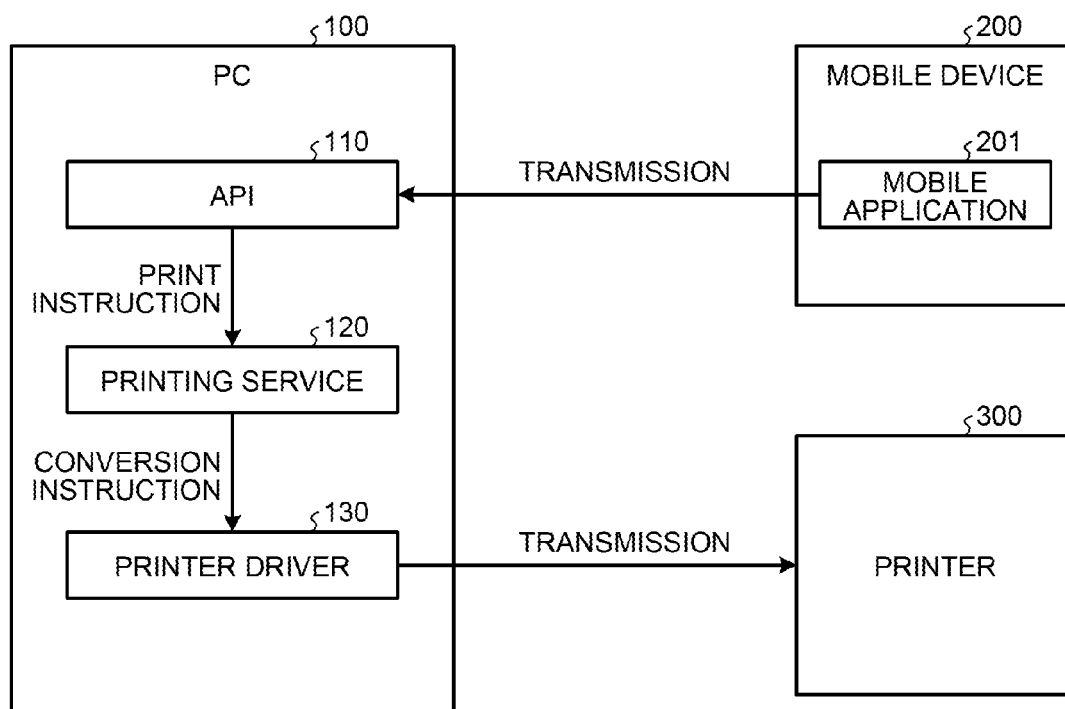 100
PC
200
MOBILE DEVICE
110
API
TRANSMISSION
201
MOBILE
APPLICATION
PRINT
INSTRUCTION
120
PRINTING SERVICE
CONVERSION
INSTRUCTION
300
130
PRINTER DRIVER
TRANSMISSION
PRINTER